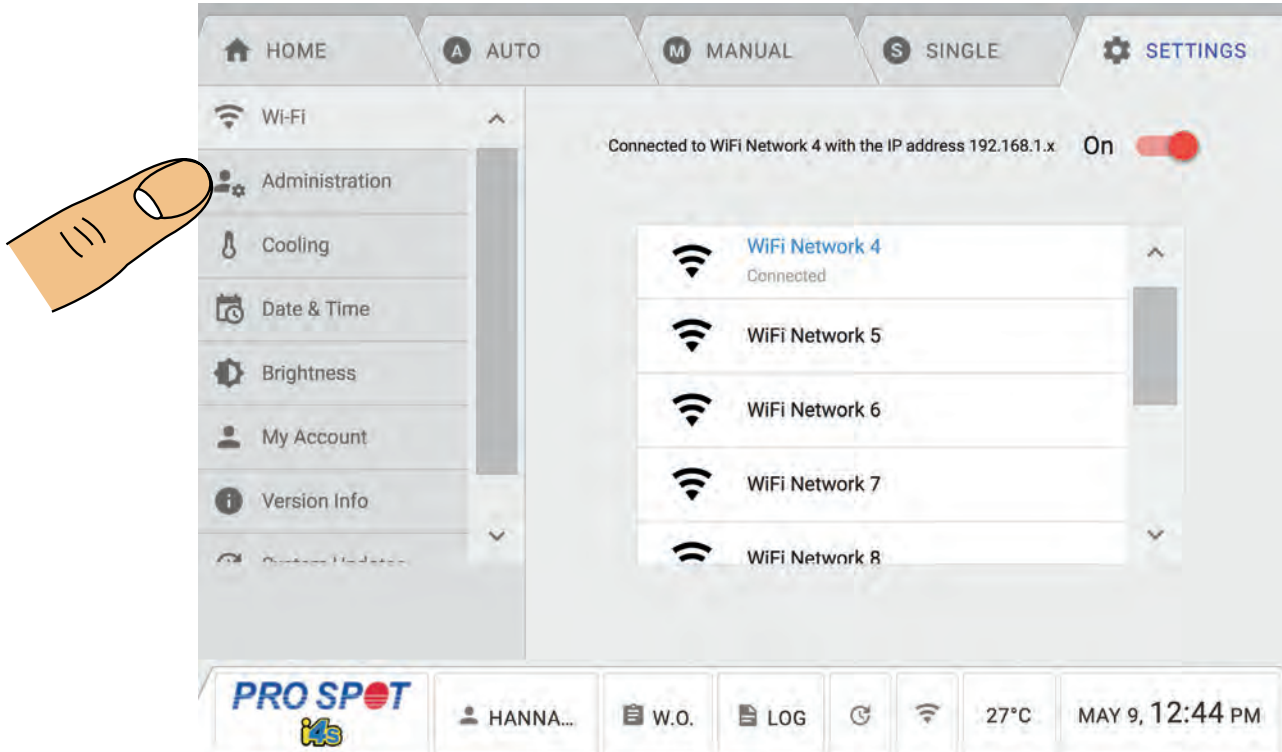 HOME
A AUTO
M MANUAL
S SINGLE
SETTINGS
Wi-Fi
Administration
Cooling
Date & Time
Brightness
My Account
Version Info
System Updates
Connected to WiFi Network 4 with the IP address 192.168.1.x
On
WiFi Network 4
Connected
WiFi Network 5
WiFi Network 6
WiFi Network 7
WiFi Network 8
PRO SPOT
i4s
HANNA...
W.O.
LOG
27°C
MAY 9, 12:44 PM